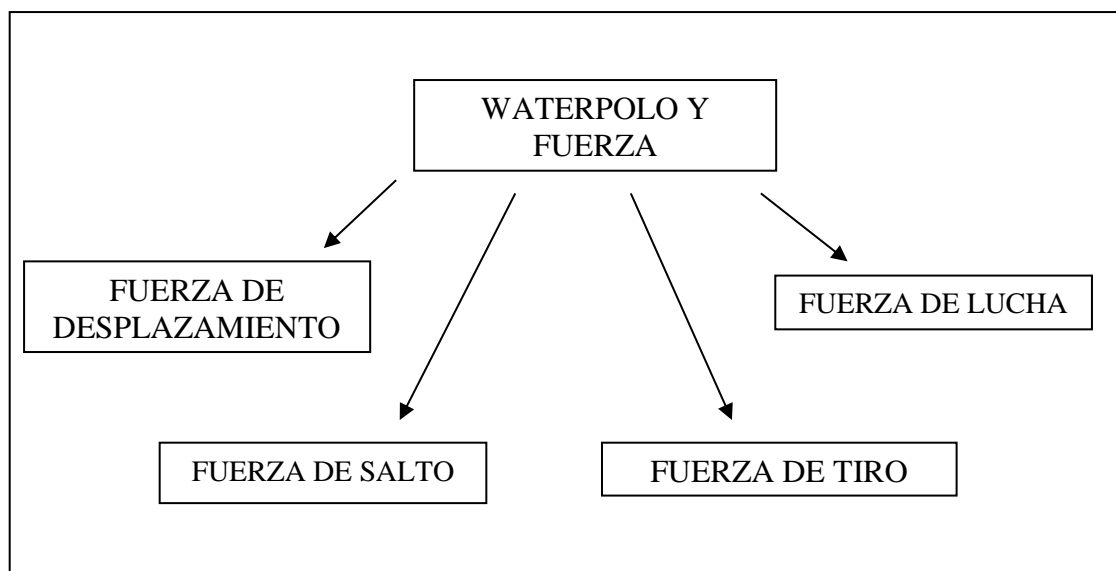 WATERPOLO Y
FUERZA
FUERZA DE
DESPLAZAMIENTO
FUERZA DE LUCHA
FUERZA DE SALTO
FUERZA DE TIRO